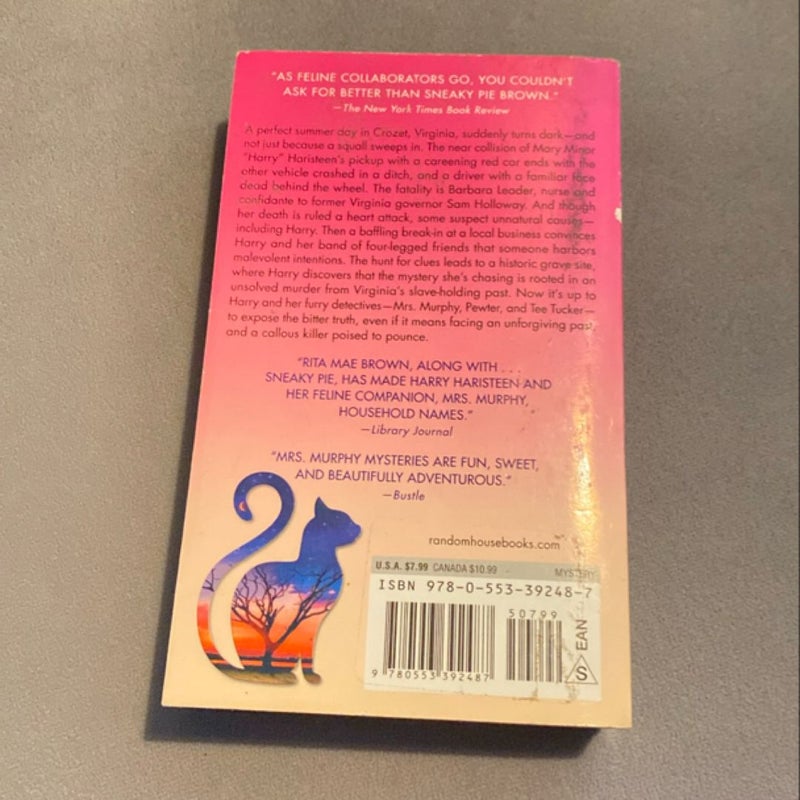 "AS FELINE COLLABORATORS GO, YOU COULDN'T
ASK FOR BETTER THAN SNEAKY PIE BROWN."
—The New York Times Book Review
A perfect summer day in Crozet, Virginia, suddenly turns dark—and
not just because a squall sweeps in. The near collision of Mary Minor
"Harry" Haristeen's pickup with a careening red car ends with the
other vehicle crashed in a ditch, and a driver with a familiar face
dead behind the wheel. The fatality is Barbara Leader, nurse and
confidante to former Virginia governor Sam Holloway. And though
her death is ruled a heart attack, some suspect unnatural causes—
including Harry. Then a baffling break-in at a local business convinces
Harry and her band of four-legged friends that someone harbors
malevolent intentions. The hunt for clues leads to a historic grave site,
where Harry discovers that the mystery she's chasing is rooted in an
unsolved murder from Virginia's slave-holding past. Now it's up to
Harry and her furry detectives—Mrs. Murphy, Pewter, and Tee Tucker—
to expose the bitter truth, even if it means facing an unforgiving past,
and a callous killer poised to pounce.
"RITA MAE BROWN, ALONG WITH . . .
SNEAKY PIE, HAS MADE HARRY HARISTEEN AND
HER FELINE COMPANION, MRS. MURPHY,
HOUSEHOLD NAMES."
—Library Journal
"MRS. MURPHY MYSTERIES ARE FUN, SWEET,
AND BEAUTIFULLY ADVENTUROUS."
—Bustle
randomhousebooks.com™
U.S.A. $7.99 CANADA $10.99 MYSTERY
ISBN 978-0-553-39248-7
50799
9 780553 392487
S EAN